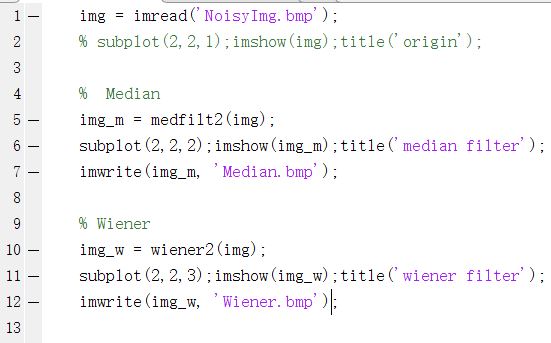 1 — img = imread('NoisyImg.bmp');
2 % subplot(2,2,1);imshow(img);title('origin');
3
4 %  Median
5 — img_m = medfilt2(img);
6 — subplot(2,2,2);imshow(img_m);title('median filter');
7 — imwrite(img_m, 'Median.bmp');
8
9 % Wiener
10 — img_w = wiener2(img);
11 — subplot(2,2,3);imshow(img_w);title('wiener filter');
12 — imwrite(img_w, 'Wiener.bmp');
13